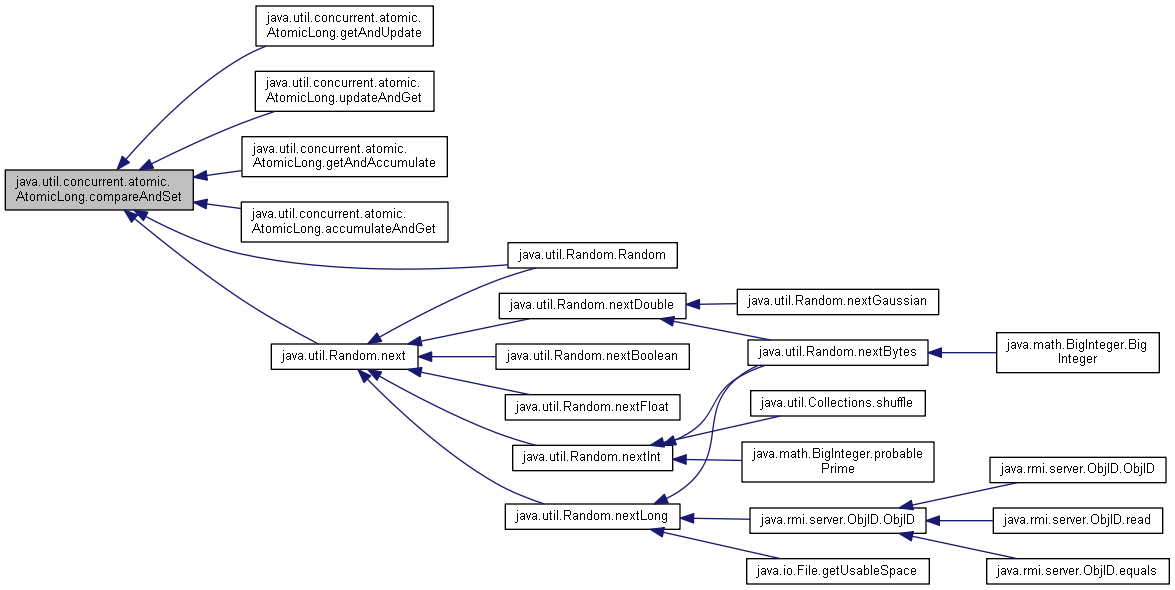 java.util.concurrent.atomic.
AtomicLong.getAndUpdate
java.util.concurrent.atomic.
AtomicLong.updateAndGet
java.util.concurrent.atomic.
AtomicLong.getAndAccumulate
java.util.concurrent.atomic.
AtomicLong.compareAndSet
java.util.concurrent.atomic.
AtomicLong.accumulateAndGet
java.util.Random.Random
java.util.Random.nextDouble
java.util.Random.nextGaussian
java.util.Random.next
java.util.Random.nextBoolean
java.util.Random.nextBytes
java.math.BigInteger.Big
Integer
java.util.Random.nextFloat
java.util.Collections.shuffle
java.util.Random.nextInt
java.math.BigInteger.probable
Prime
java.rmi.server.ObjID.ObjID
java.util.Random.nextLong
java.rmi.server.ObjID.ObjID
java.rmi.server.ObjID.read
java.io.File.getUsableSpace
java.rmi.server.ObjID.equals